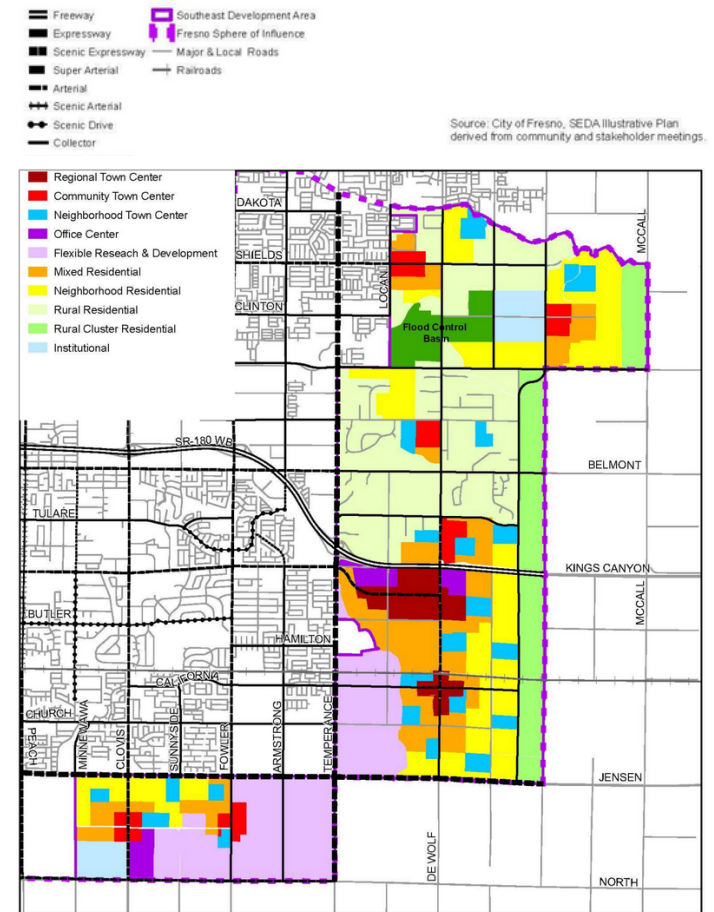 Freeway
Expressway
Scenic Expressway
Super Arterial
Arterial
Scenic Arterial
Scenic Drive
Collector
Southeast Development Area
Fresno Sphere of Influence
Major & Local Roads
Railroads
Source: City of Fresno, SEDA Illustrative Plan
derived from community and stakeholder meetings.
Regional Town Center
Community Town Center
Neighborhood Town Center
Office Center
Flexible Reseach & Development
Mixed Residential
Neighborhood Residential
Rural Residential
Rural Cluster Residential
Institutional
DAKOTA
SHIELDS
CLINTON
LOCAN
MCCALL
Flood Control
Basin
SR-180 WB
BELMONT
TULARE
KINGS CANYON
BUTLER
MCCALL
HAMILTON
CALIFORNIA
CHURCH
PEACH
MINNEWAWA
CLOVIS
SUNNYSIDE
FOWLER
ARMSTRONG
TEMPERANCE
JENSEN
DE WOLF
NORTH